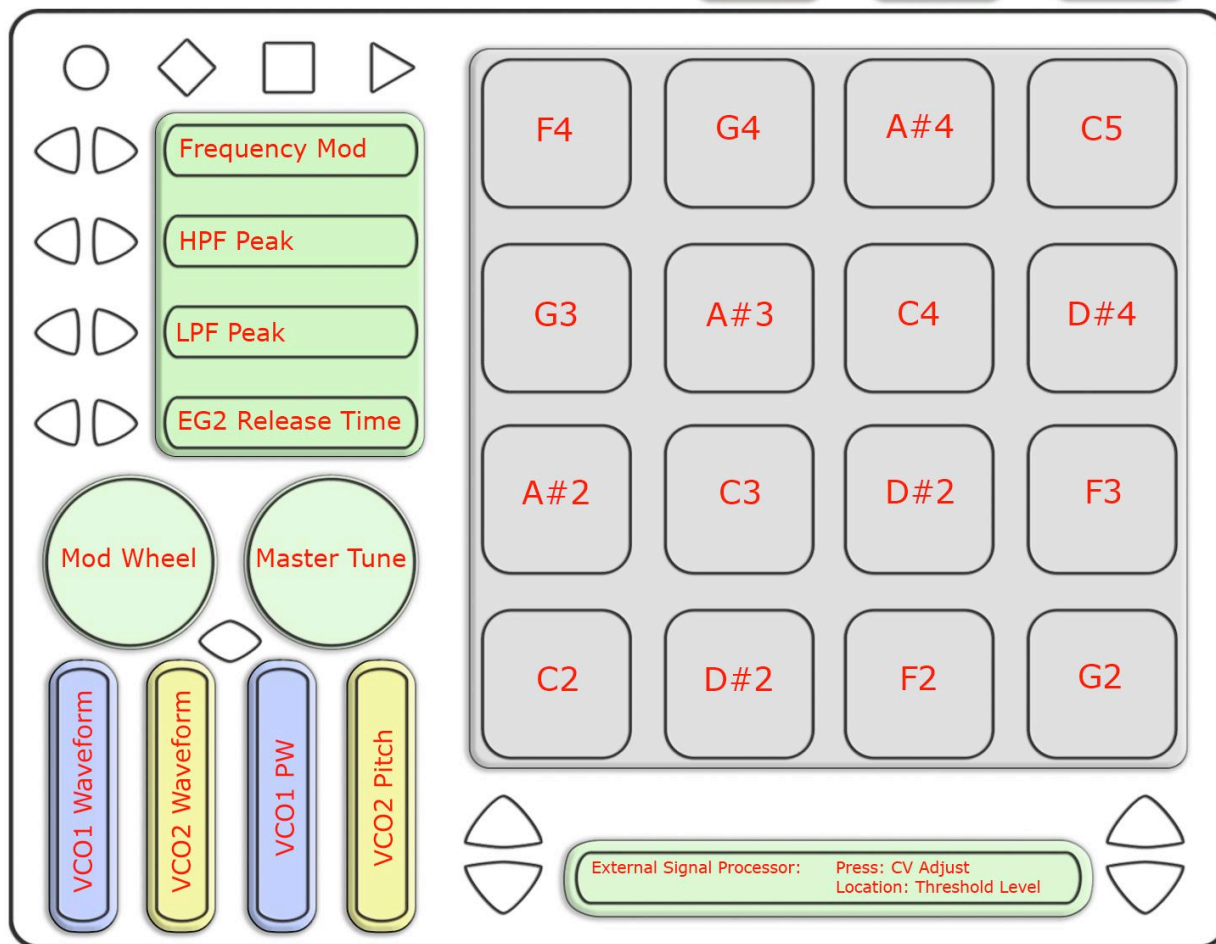 Frequency Mod
HPF Peak
LPF Peak
EG2 Release Time
Mod Wheel
Master Tune
VCO1 Waveform
VCO2 Waveform
VCO1 PW
VCO2 Pitch
F4
G4
A#4
C5
G3
A#3
C4
D#4
A#2
C3
D#2
F3
C2
D#2
F2
G2
External Signal Processor: Press: CV Adjust
Location: Threshold Level